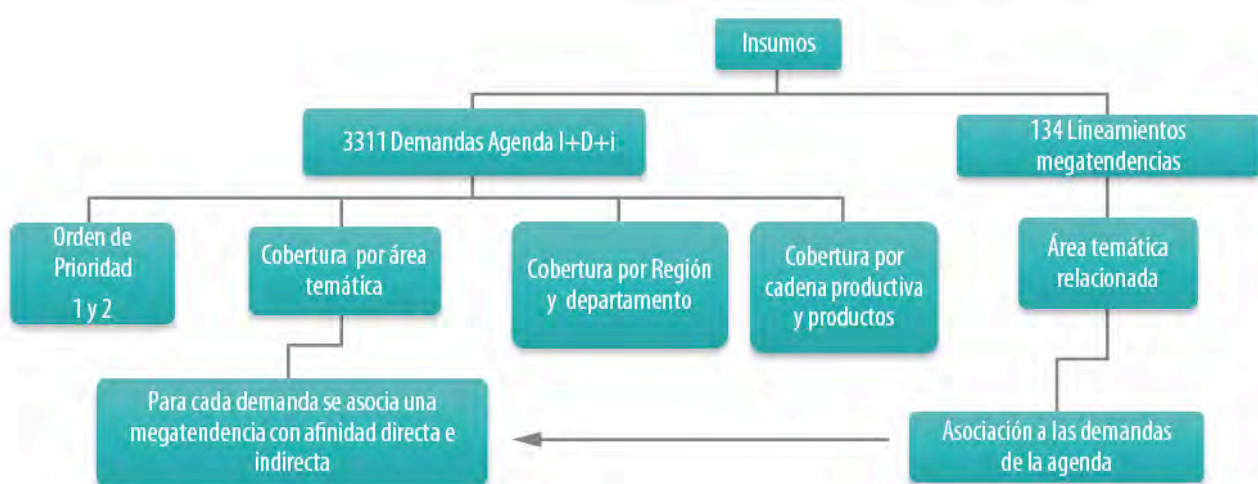 Insumos
3311 Demandas Agenda I+D+i
134 Lineamientos
megatendencias
Orden de
Prioridad
1 y 2
Cobertura por área
temática
Cobertura por Región
y departamento
Cobertura por
cadena productiva
y productos
Área temática
relacionada
Para cada demanda se asocia una
megatendencia con afinidad directa e
indirecta
Asociación a las demandas
de la agenda